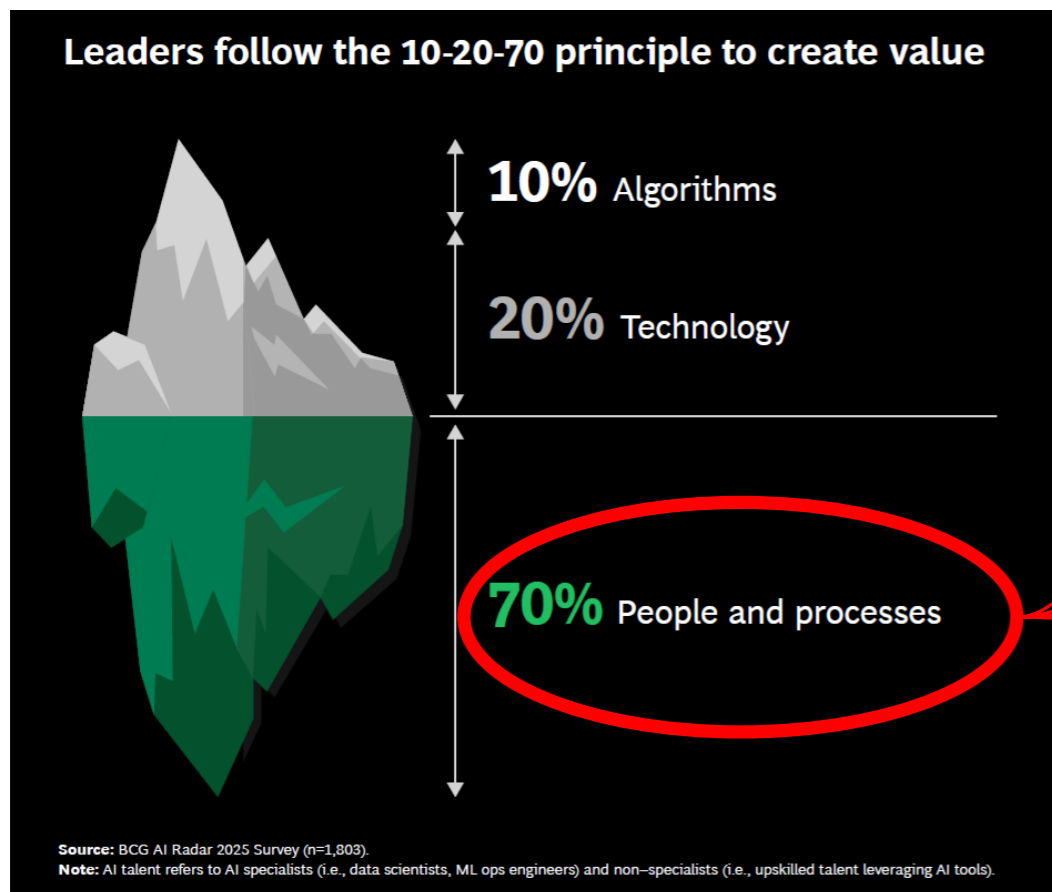 Leaders follow the 10-20-70 principle to create value
10% Algorithms
20% Technology
70% People and processes
Source: BCG AI Radar 2025 Survey (n=1,803).
Note: AI talent refers to AI specialists (i.e., data scientists, ML ops engineers) and non–specialists (i.e., upskilled talent leveraging AI tools).